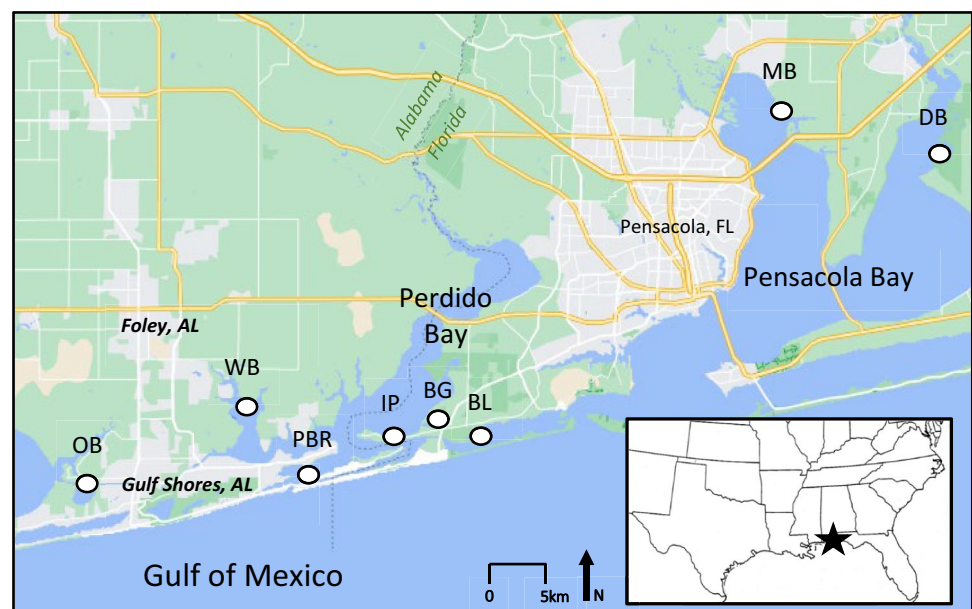 MB
DB
Alabama
Florida
Pensacola, FL
Pensacola Bay
Perdido
Bay
Foley, AL
WB
BG
IP
BL
PBR
OB
Gulf Shores, AL
Gulf of Mexico
0 5km N